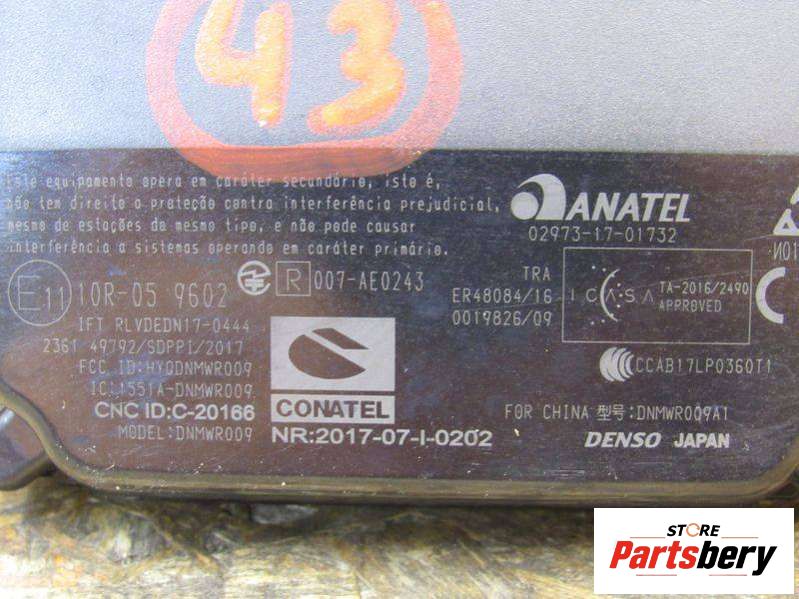 43
Este equipamento opera em caráter secundário, isto é,
não tem direito a proteção contra interferência prejudicial,
mesmo de estações do mesmo tipo, e não pode causar
interferência a sistemas operando em caráter primário.
ANATEL
02973-17-01732
E11 10R-05 9602
R 007-AE0243
TRA
ER48084/16
0019826/09
ICASA TA-2016/2490
APPROVED
IFT RLVDEDN17-0444
2361 49792/SDPPI/2017
FCC ID:HYQDNMWR009
IC:1551A-DNMWR009
CNC ID:C-20166
MODEL:DNMWR009
CONATEL
NR:2017-07-I-0202
CCAB17LP0360T1
FOR CHINA 型号:DNMWR009A1
DENSO JAPAN
STORE
Partsbery